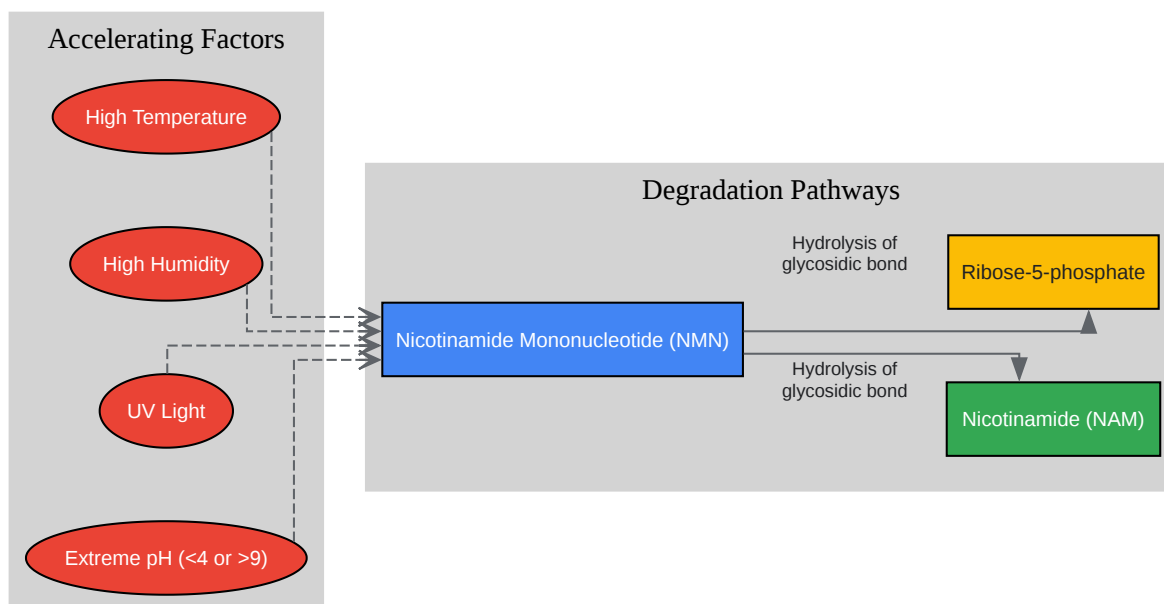 Accelerating Factors
High Temperature
High Humidity
UV Light
Extreme pH (<4 or >9)
Degradation Pathways
Nicotinamide Mononucleotide (NMN)
Hydrolysis of
glycosidic bond
Ribose-5-phosphate
Hydrolysis of
glycosidic bond
Nicotinamide (NAM)